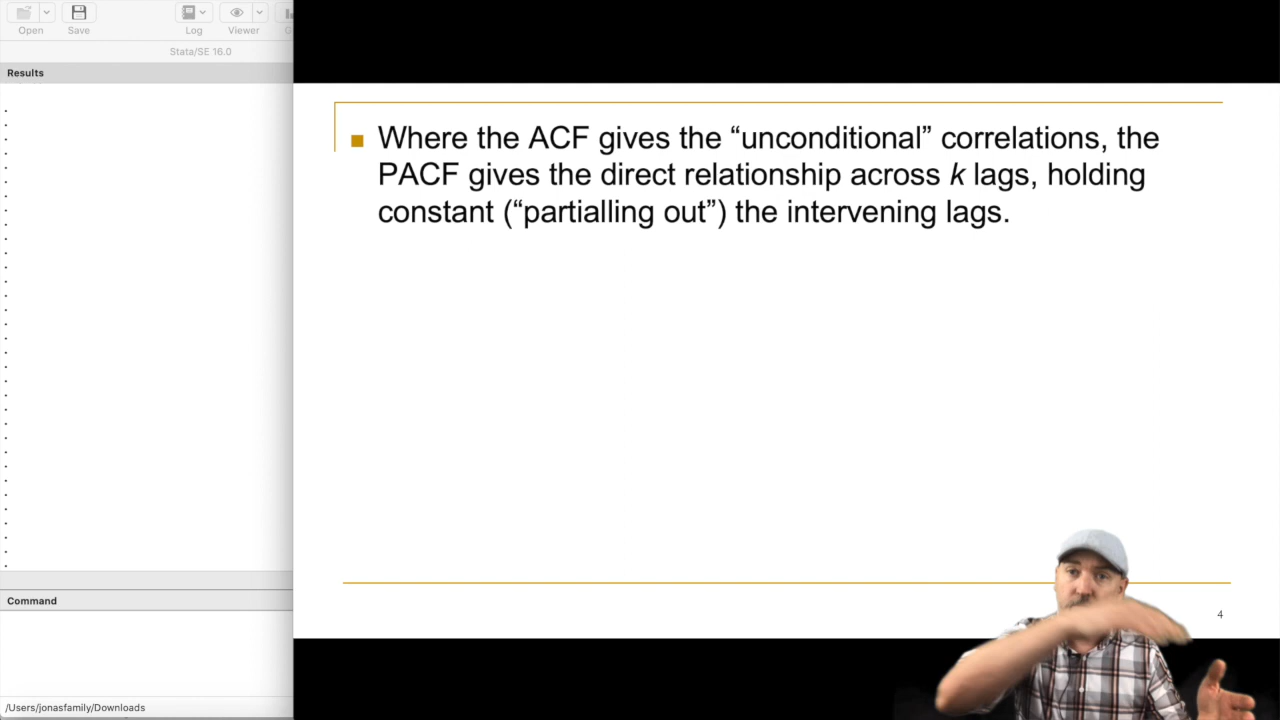 Open
Save
Log
Viewer
Stata/SE 16.0
Results
Where the ACF gives the “unconditional” correlations, the
PACF gives the direct relationship across k lags, holding
constant (“partialling out”) the intervening lags.
4
Command
/Users/jonasfamily/Downloads